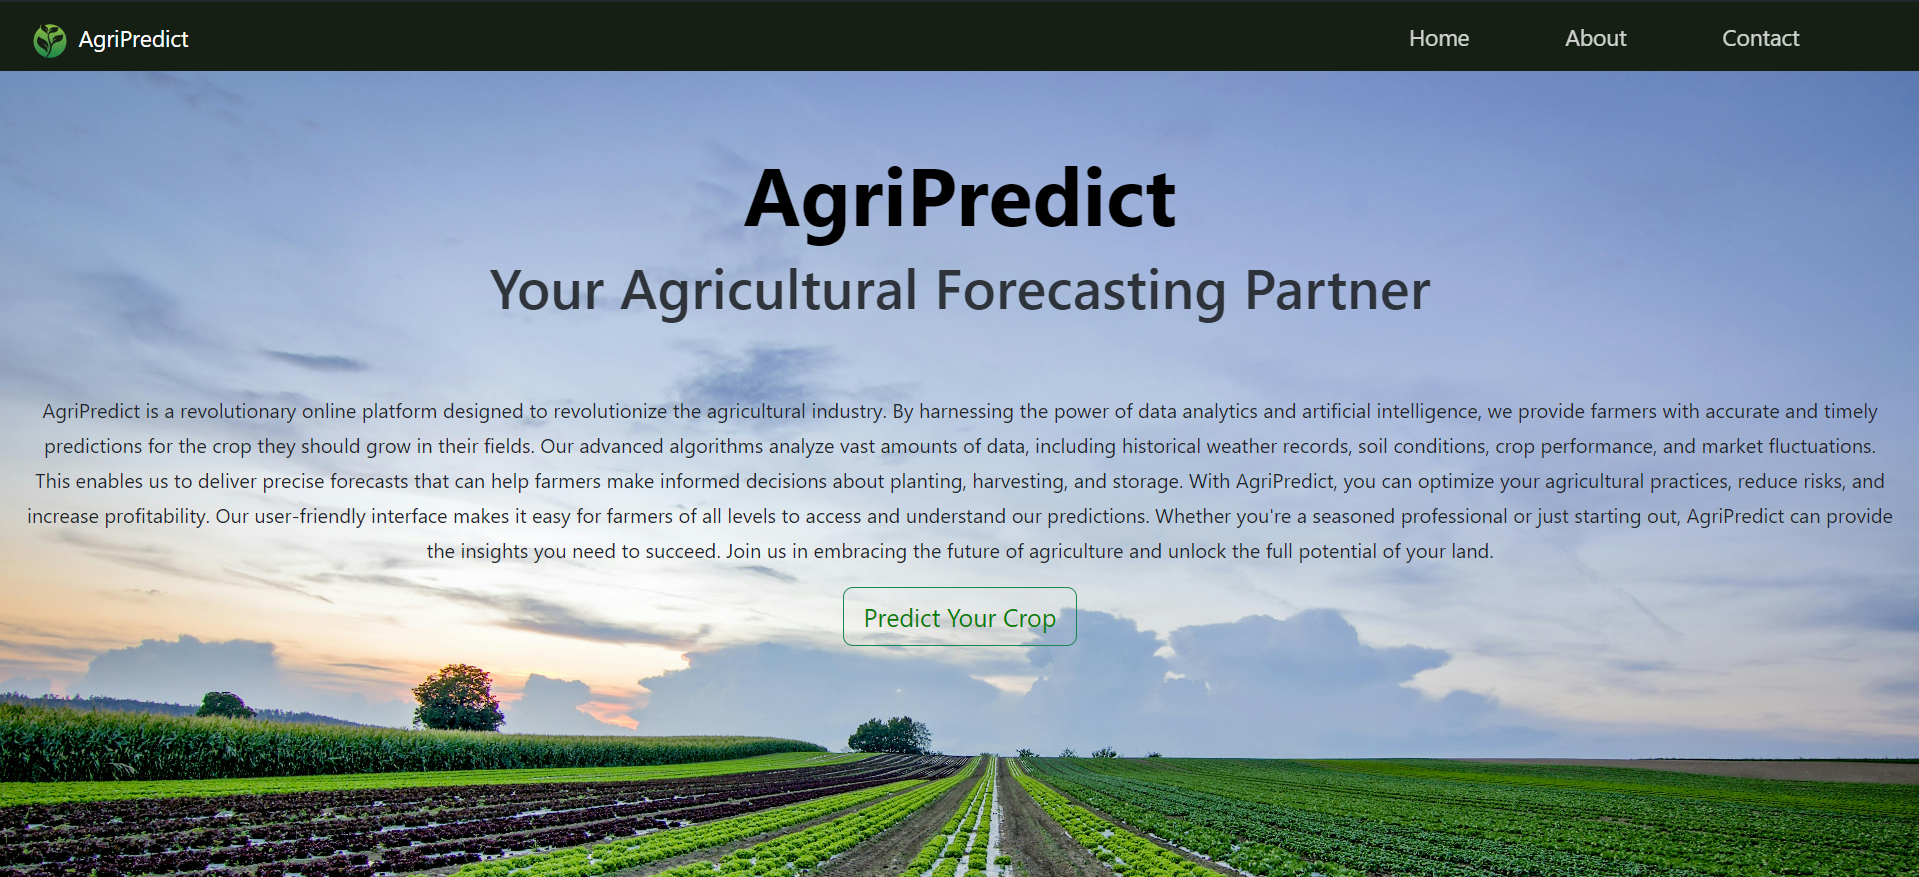 AgriPredict
Home
About
Contact
AgriPredict
Your Agricultural Forecasting Partner
AgriPredict is a revolutionary online platform designed to revolutionize the agricultural industry. By harnessing the power of data analytics and artificial intelligence, we provide farmers with accurate and timely
predictions for the crop they should grow in their fields. Our advanced algorithms analyze vast amounts of data, including historical weather records, soil conditions, crop performance, and market fluctuations.
This enables us to deliver precise forecasts that can help farmers make informed decisions about planting, harvesting, and storage. With AgriPredict, you can optimize your agricultural practices, reduce risks, and
increase profitability. Our user-friendly interface makes it easy for farmers of all levels to access and understand our predictions. Whether you're a seasoned professional or just starting out, AgriPredict can provide
the insights you need to succeed. Join us in embracing the future of agriculture and unlock the full potential of your land.
Predict Your Crop